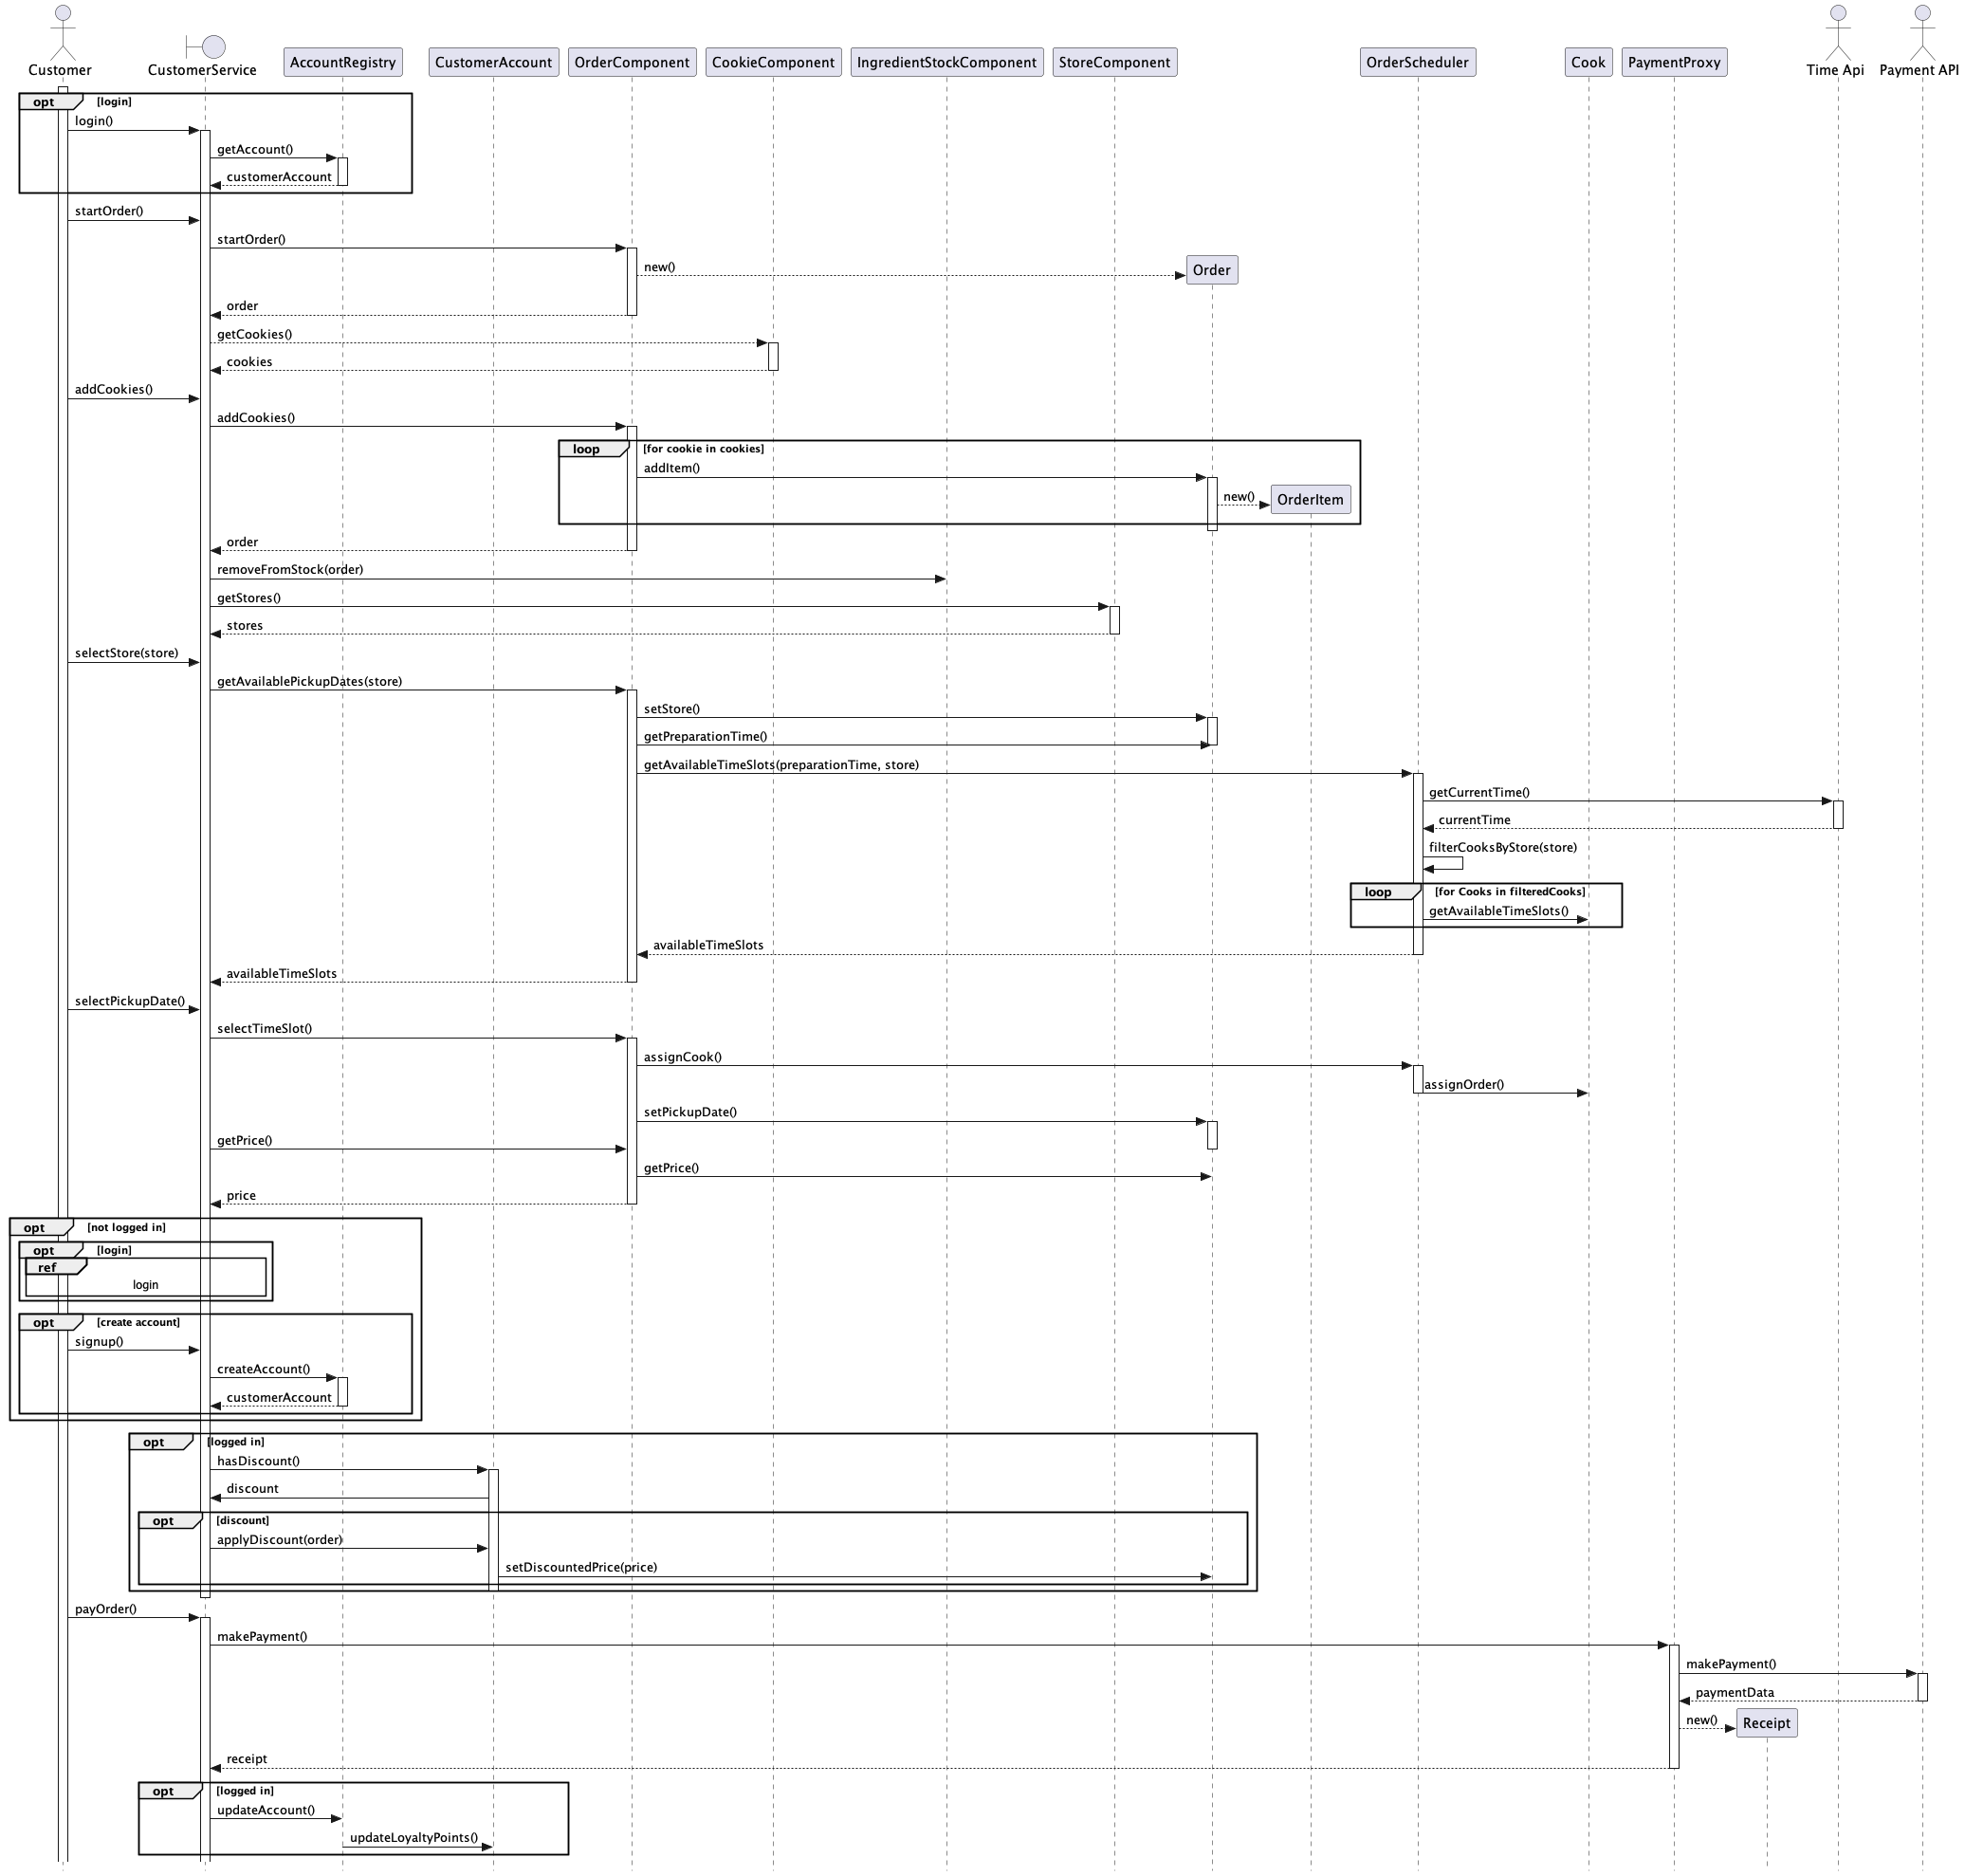 Customer
CustomerService
AccountRegistry
CustomerAccount
OrderComponent
CookieComponent
IngredientStockComponent
StoreComponent
OrderScheduler
Cook
PaymentProxy
Time Api
Payment API
opt [login]
login()
getAccount()
customerAccount
startOrder()
startOrder()
new()
Order
order
getCookies()
cookies
addCookies()
addCookies()
loop [for cookie in cookies]
addItem()
new()
OrderItem
order
removeFromStock(order)
getStores()
stores
selectStore(store)
getAvailablePickupDates(store)
setStore()
getPreparationTime()
getAvailableTimeSlots(preparationTime, store)
getCurrentTime()
currentTime
filterCooksByStore(store)
loop [for Cooks in filteredCooks]
getAvailableTimeSlots()
availableTimeSlots
availableTimeSlots
selectPickupDate()
selectTimeSlot()
assignCook()
assignOrder()
setPickupDate()
getPrice()
getPrice()
price
opt [not logged in]
opt [login]
ref
login
opt [create account]
signup()
createAccount()
customerAccount
opt [logged in]
hasDiscount()
discount
opt [discount]
applyDiscount(order)
setDiscountedPrice(price)
payOrder()
makePayment()
makePayment()
paymentData
new()
Receipt
receipt
opt [logged in]
updateAccount()
updateLoyaltyPoints()